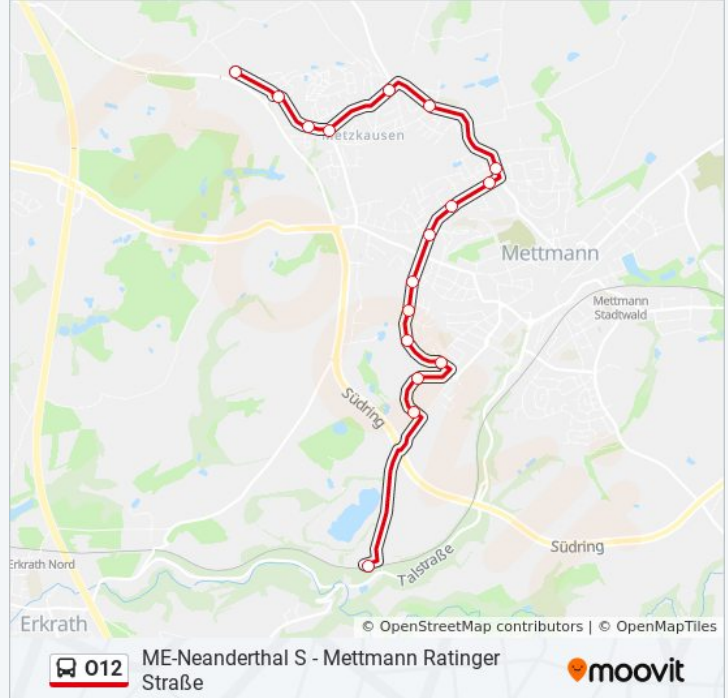 Metzkausen
Mettmann
Mettmann
Stadtwald
Südring
Südring
Talstraße
Erkrath Nord
Erkrath
© OpenStreetMap contributors | © OpenMapTiles
O12
ME-Neanderthal S - Mettmann Ratinger
Straße
moovit